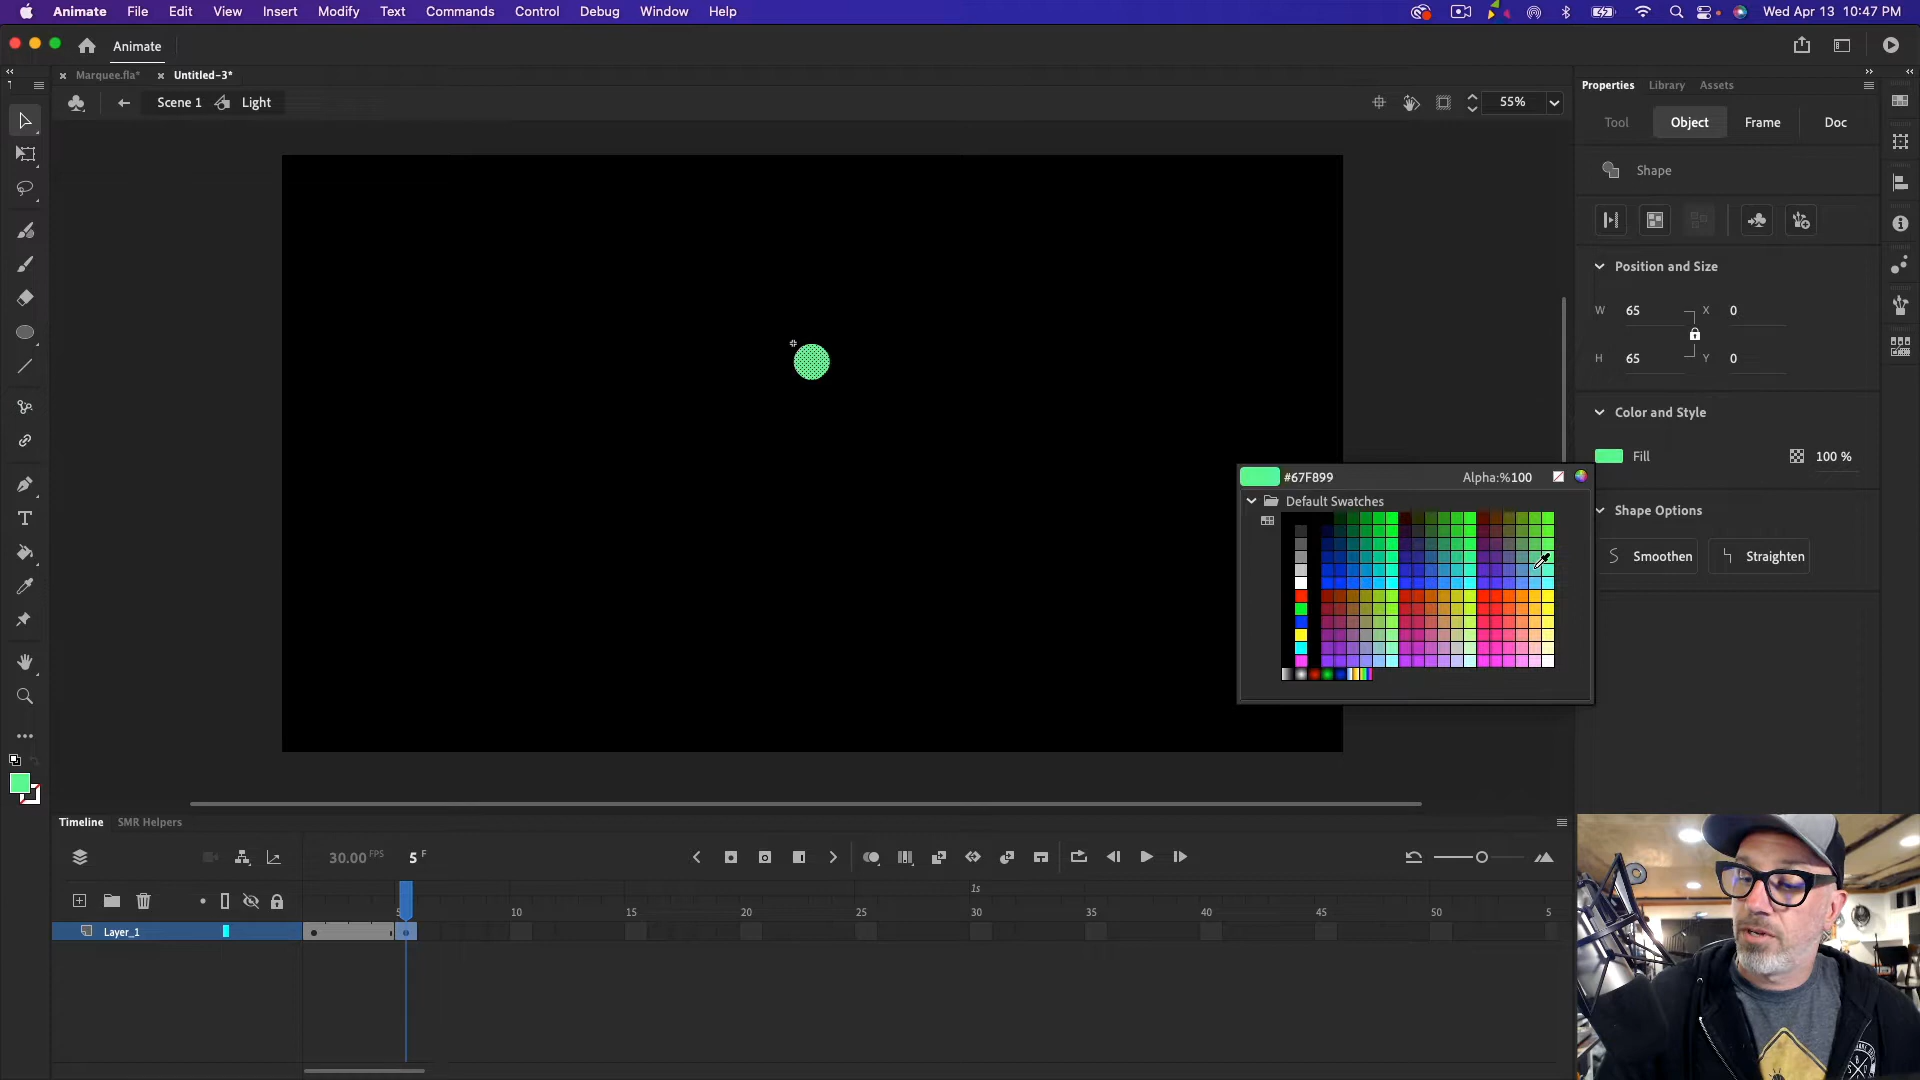 Animate File Edit View Insert Modify Text Commands Control Debug Window Help Wed Apr 13 10:47 PM
Animate
Marquee.fla* Untitled-3*
Scene 1 Light 55%
Properties Library Assets
Tool Object Frame Doc
Shape
Position and Size
W 65 X 0
H 65 Y 0
Color and Style
Fill 100 %
#67F899 Alpha:%100
Default Swatches
Shape Options
Smoothen Straighten
Timeline SMR Helpers
30.00 FPS 5 F
1s
5 10 15 20 25 30 35 40 45 50 5
Layer_1